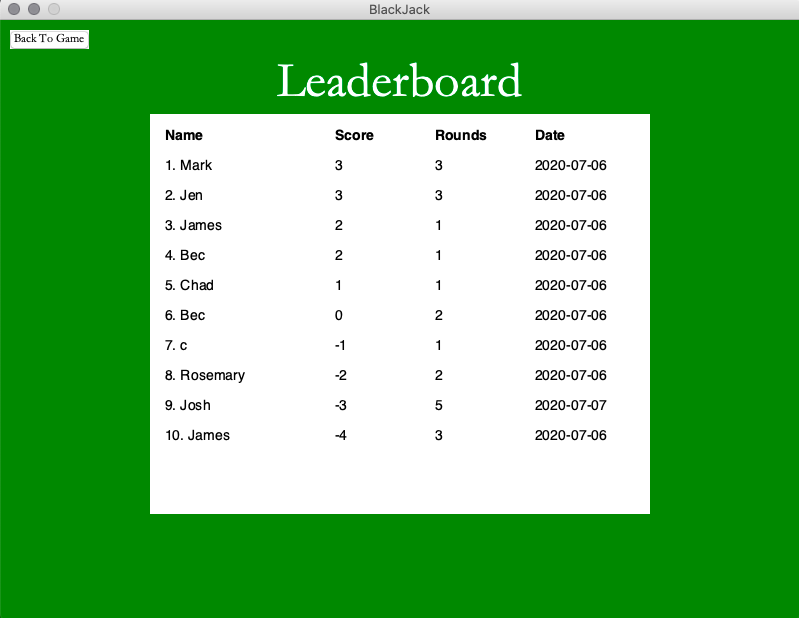 BlackJack
Back To Game
Leaderboard
Name Score Rounds Date
1. Mark 3 3 2020-07-06
2. Jen 3 3 2020-07-06
3. James 2 1 2020-07-06
4. Bec 2 1 2020-07-06
5. Chad 1 1 2020-07-06
6. Bec 0 2 2020-07-06
7. c -1 1 2020-07-06
8. Rosemary -2 2 2020-07-06
9. Josh -3 5 2020-07-07
10. James -4 3 2020-07-06